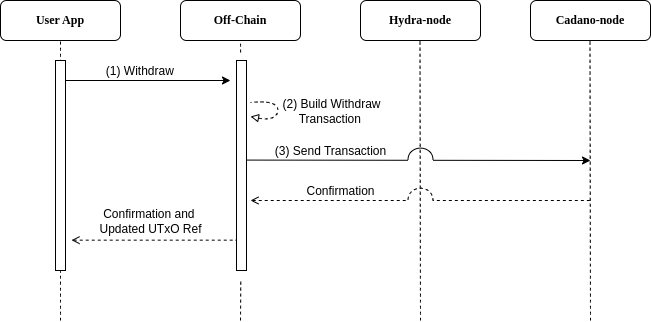 User App
Off-Chain
Hydra-node
Cadano-node
(1) Withdraw
(2) Build Withdraw
Transaction
(3) Send Transaction
Confirmation
Confirmation and
Updated UTxO Ref